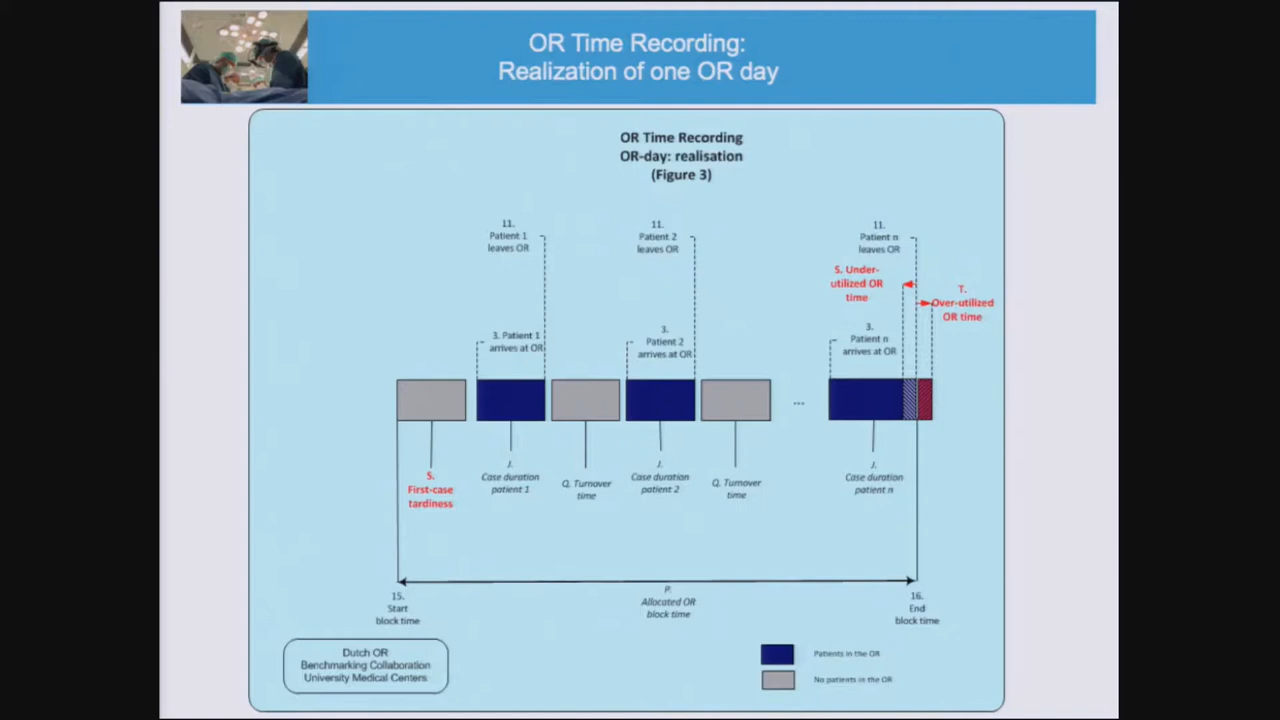 OR Time Recording:
Realization of one OR day
OR Time Recording
OR-day: realisation
(Figure 3)
11.
Patient 1
leaves OR
11.
Patient 2
leaves OR
11.
Patient n
leaves OR
S. Under-
utilized OR
time
T.
Over-utilized
OR time
3. Patient 1
arrives at OR
3.
Patient 2
arrives at OR
3.
Patient n
arrives at OR
...
S.
First-case
tardiness
J.
Case duration
patient 1
Q. Turnover
time
J.
Case duration
patient 2
Q. Turnover
time
J.
Case duration
patient n
P.
Allocated OR
block time
15.
Start
block time
16.
End
block time
Dutch OR
Benchmarking Collaboration
University Medical Centers
Patients in the OR
No patients in the OR